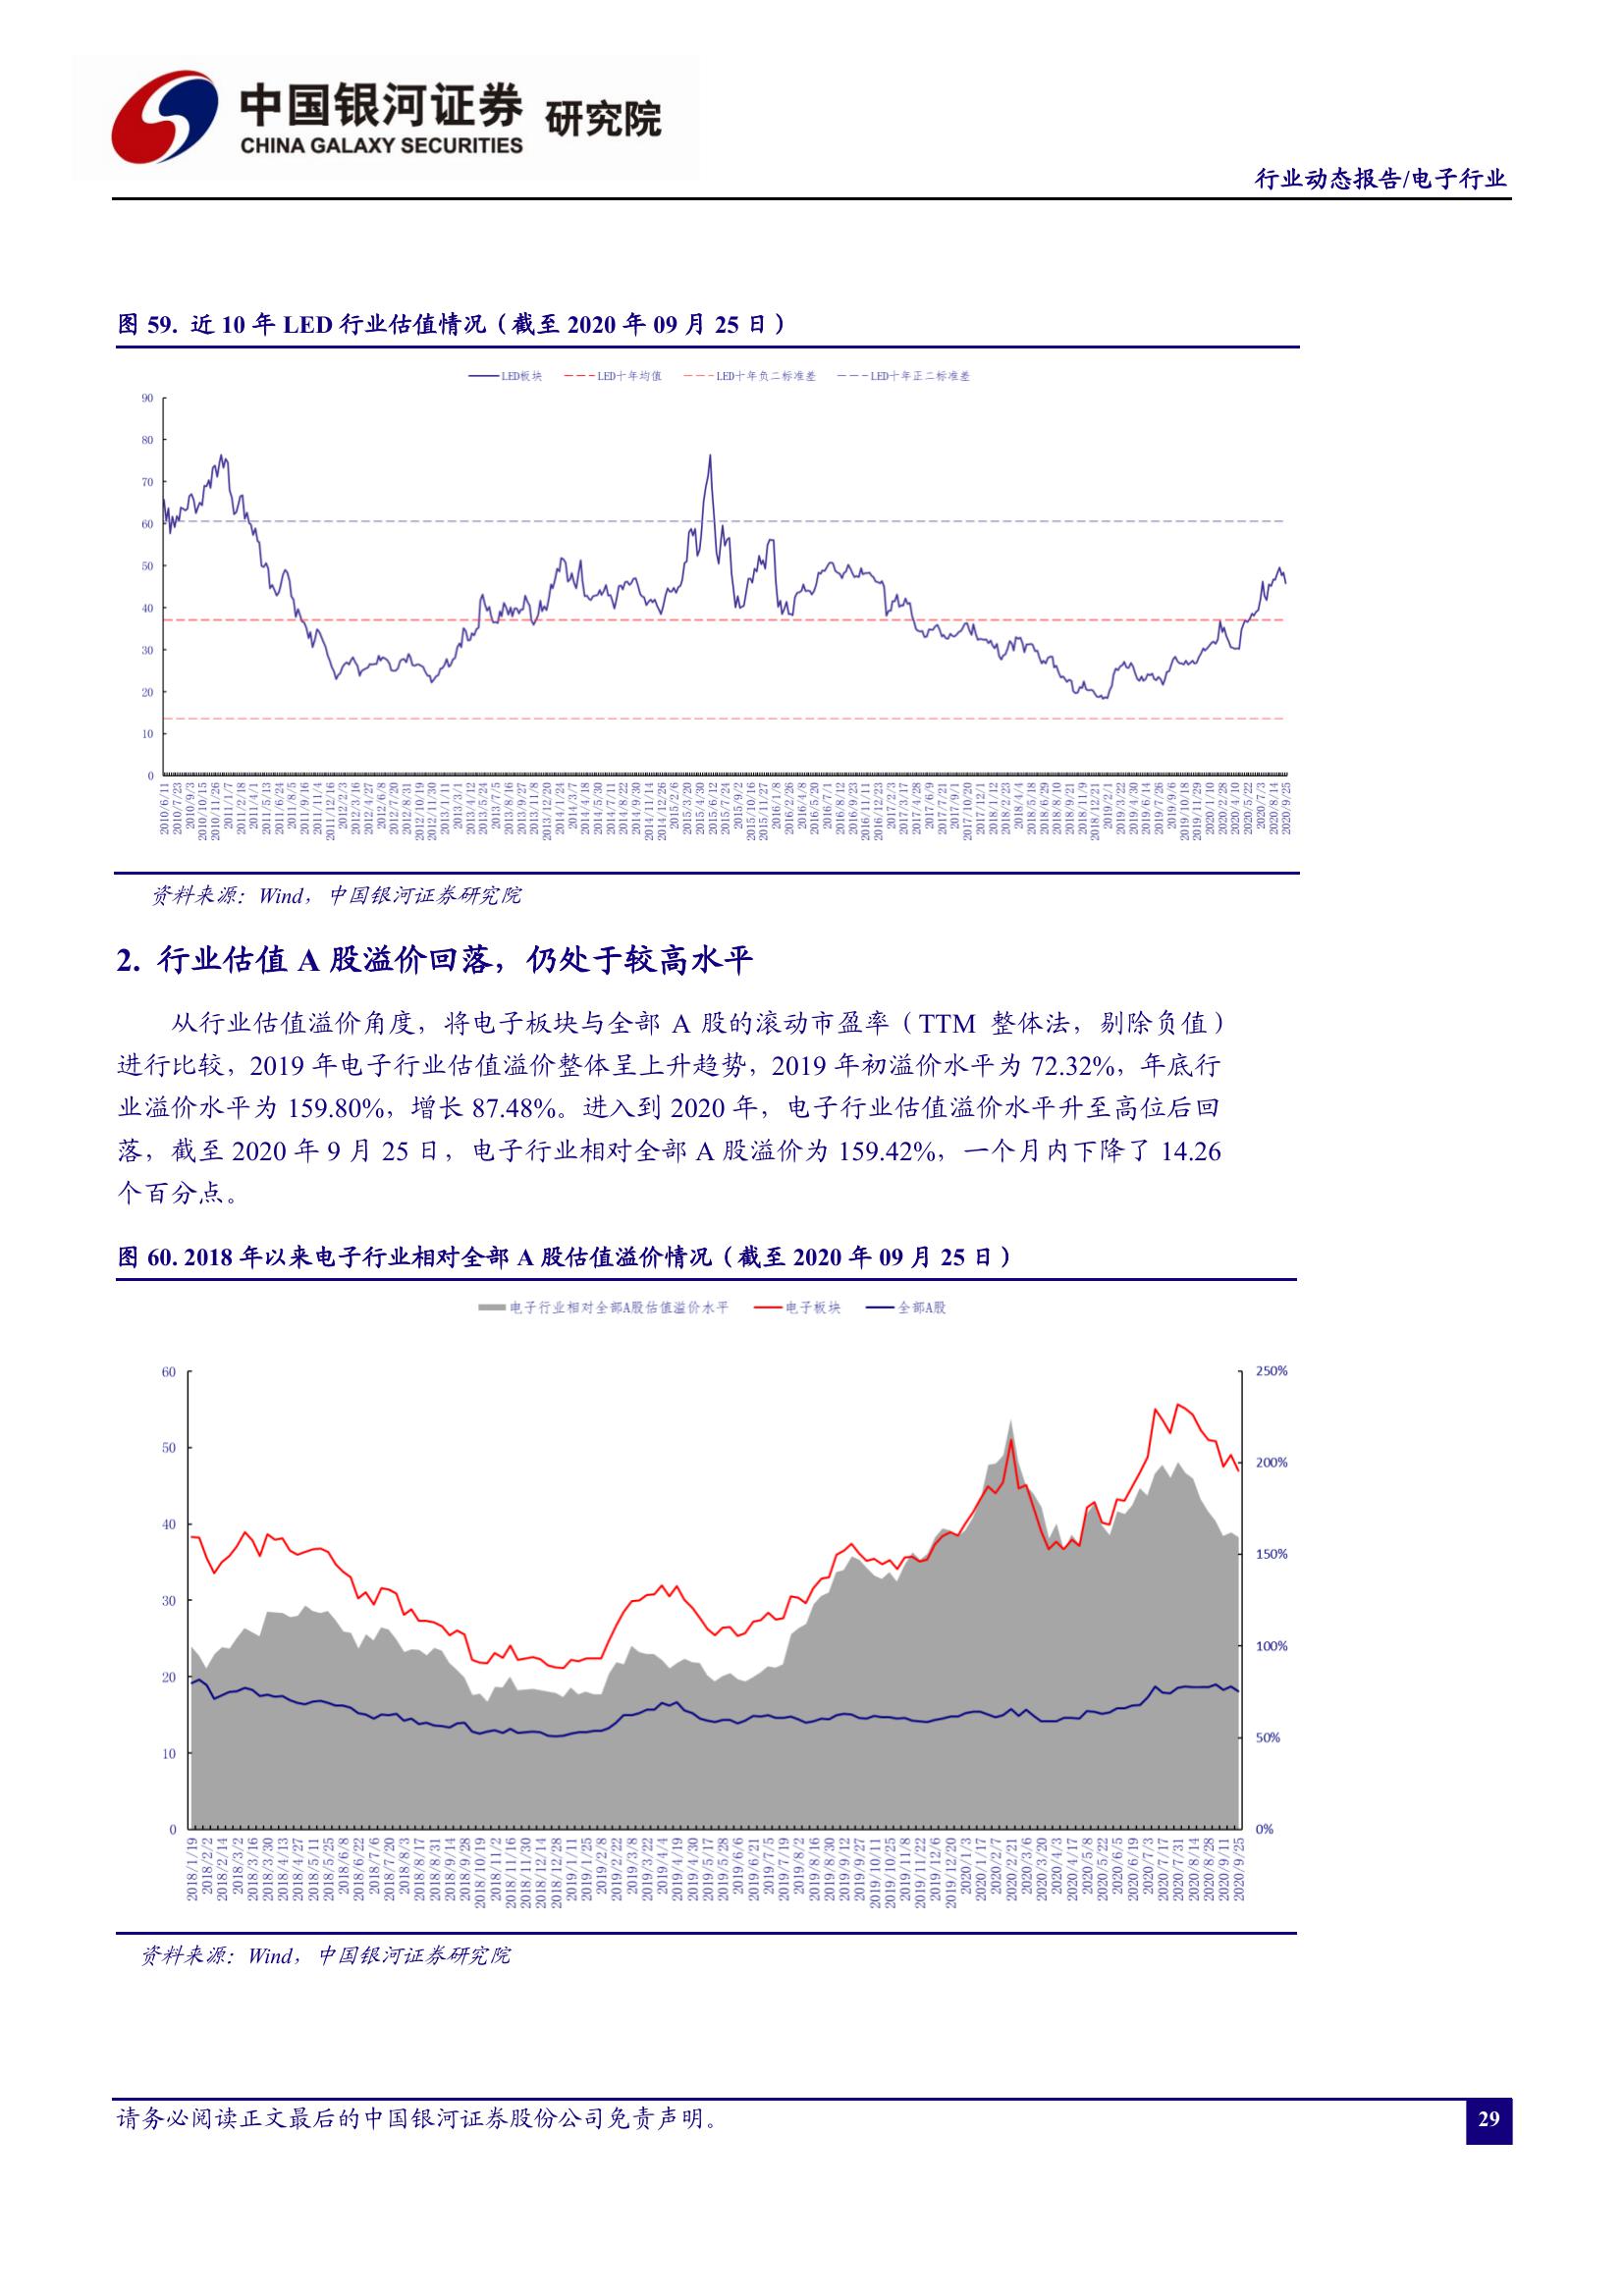 中国银河证券 研究院
CHINA GALAXY SECURITIES
行业动态报告/电子行业
图 59. 近 10 年 LED 行业估值情况（截至 2020 年 09 月 25 日）
LED板块 LED十年均值 LED十年负二标准差 LED十年正二标准差
90
80
70
60
50
40
30
20
10
0
2010/6/11 2010/7/23 2010/9/3 2010/10/15 2010/11/26 2011/1/7 2011/2/18 2011/4/1 2011/5/13 2011/6/24 2011/8/5 2011/9/16 2011/11/4 2011/12/16 2012/2/3 2012/3/16 2012/4/27 2012/6/8 2012/7/20 2012/8/31 2012/10/19 2012/11/30 2013/1/11 2013/3/1 2013/4/12 2013/5/24 2013/7/5 2013/8/16 2013/9/27 2013/11/8 2013/12/20 2014/1/24 2014/3/7 2014/4/18 2014/5/30 2014/7/11 2014/8/22 2014/9/30 2014/11/14 2014/12/26 2015/2/6 2015/3/20 2015/4/30 2015/6/12 2015/7/24 2015/9/2 2015/10/16 2015/11/27 2016/1/8 2016/2/26 2016/4/8 2016/5/20 2016/7/1 2016/8/12 2016/9/23 2016/11/11 2016/12/23 2017/2/3 2017/3/17 2017/4/28 2017/6/9 2017/7/21 2017/9/1 2017/10/20 2017/12/1 2018/1/12 2018/2/23 2018/4/4 2018/5/18 2018/6/29 2018/8/10 2018/9/21 2018/11/9 2018/12/21 2019/2/1 2019/3/22 2019/4/30 2019/6/14 2019/7/26 2019/9/6 2019/10/18 2019/11/29 2020/1/10 2020/2/28 2020/4/10 2020/5/22 2020/7/3 2020/8/14 2020/9/25
资料来源：Wind，中国银河证券研究院
2. 行业估值 A 股溢价回落，仍处于较高水平
从行业估值溢价角度，将电子板块与全部 A 股的滚动市盈率（TTM 整体法，剔除负值）
进行比较，2019 年电子行业估值溢价整体呈上升趋势，2019 年初溢价水平为 72.32%，年底行
业溢价水平为 159.80%，增长 87.48%。进入到 2020 年，电子行业估值溢价水平升至高位后回
落，截至 2020 年 9 月 25 日，电子行业相对全部 A 股溢价为 159.42%，一个月内下降了 14.26
个百分点。
图 60. 2018 年以来电子行业相对全部 A 股估值溢价情况（截至 2020 年 09 月 25 日）
电子行业相对全部A股估值溢价水平 电子板块 全部A股
60
50
40
30
20
10
0
250%
200%
150%
100%
50%
0%
2018/1/19 2018/2/2 2018/2/14 2018/3/2 2018/3/16 2018/3/30 2018/4/13 2018/4/27 2018/5/11 2018/5/25 2018/6/8 2018/6/22 2018/7/6 2018/7/20 2018/8/3 2018/8/17 2018/8/31 2018/9/14 2018/9/28 2018/10/19 2018/11/2 2018/11/16 2018/11/30 2018/12/14 2018/12/28 2019/1/11 2019/1/25 2019/2/8 2019/2/22 2019/3/8 2019/3/22 2019/4/4 2019/4/19 2019/4/30 2019/5/17 2019/5/28 2019/6/6 2019/6/21 2019/7/5 2019/7/19 2019/8/2 2019/8/16 2019/8/30 2019/9/12 2019/9/27 2019/10/11 2019/10/25 2019/11/8 2019/11/22 2019/12/6 2019/12/20 2020/1/3 2020/1/17 2020/2/7 2020/2/21 2020/3/6 2020/3/20 2020/4/3 2020/4/17 2020/5/8 2020/5/22 2020/6/5 2020/6/19 2020/7/3 2020/7/17 2020/7/31 2020/8/14 2020/8/28 2020/9/11 2020/9/25
资料来源：Wind，中国银河证券研究院
请务必阅读正文最后的中国银河证券股份公司免责声明。
29